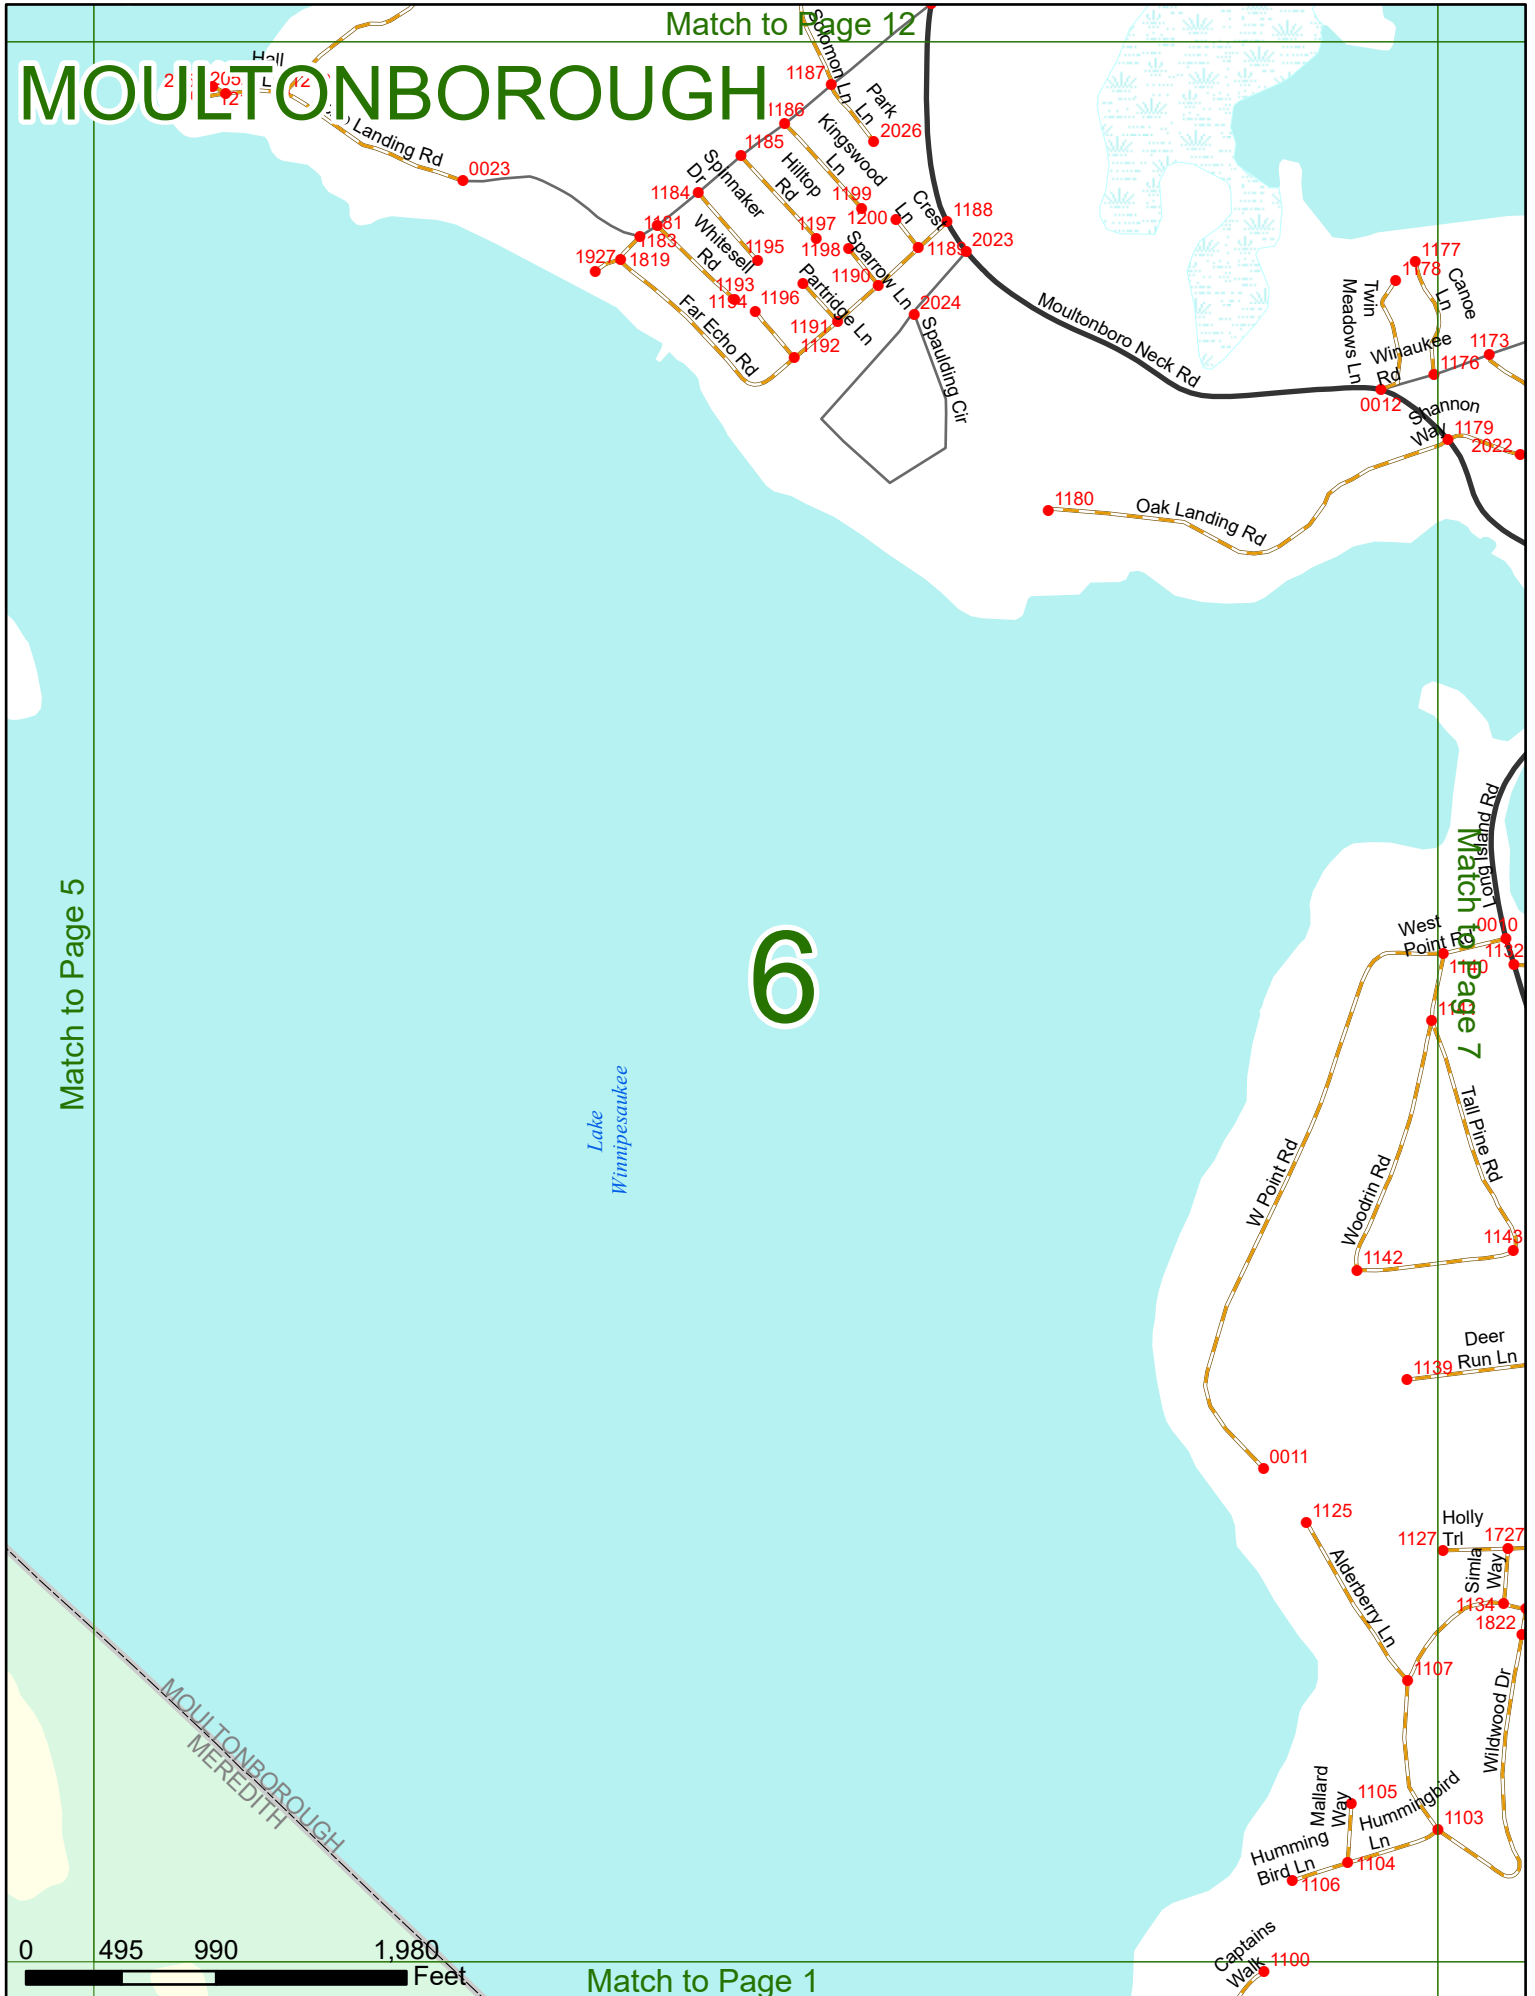 Match to Page 12
MOULTONBOROUGH
Hall
Landing Rd
0023
Solomon Ln
1187
Park
Ln
2026
1186
Kingswood
Ln
1185
Hilltop
Rd
Spinnaker
Dr
1184
1199
1200
Crest
Ln
1188
1181
1183
Whitesell
Rd
1197
1198
Sparrow Ln
1189
2023
1927
1819
1195
1193
1194
1196
1190
Partridge Ln
2024
1191
1192
Far Echo Rd
Spaulding Cir
Moultonboro Neck Rd
1177
1178
Canoe
Ln
Twin
Meadows Ln
Winaukee
Rd
1173
1176
0012
Shannon
Way
1179
2022
1180
Oak Landing Rd
Long Island Rd
Match to Page 5
6
Match to Page 7
West
Point Rd
0010
1132
1140
Lake
Winnipesaukee
Tall Pine Rd
W Point Rd
Woodrin Rd
1142
1143
Deer
Run Ln
1139
0011
1125
Holly
Trl
1127
1727
Simla
Way
Alderberry Ln
1134
1822
1107
Wildwood Dr
MOULTONBOROUGH
MEREDITH
Mallard
Way
1105
Hummingbird
Ln
1103
Humming
Bird Ln
1104
1106
Captains
Walk
1100
0 495 990 1,980
Feet
Match to Page 1